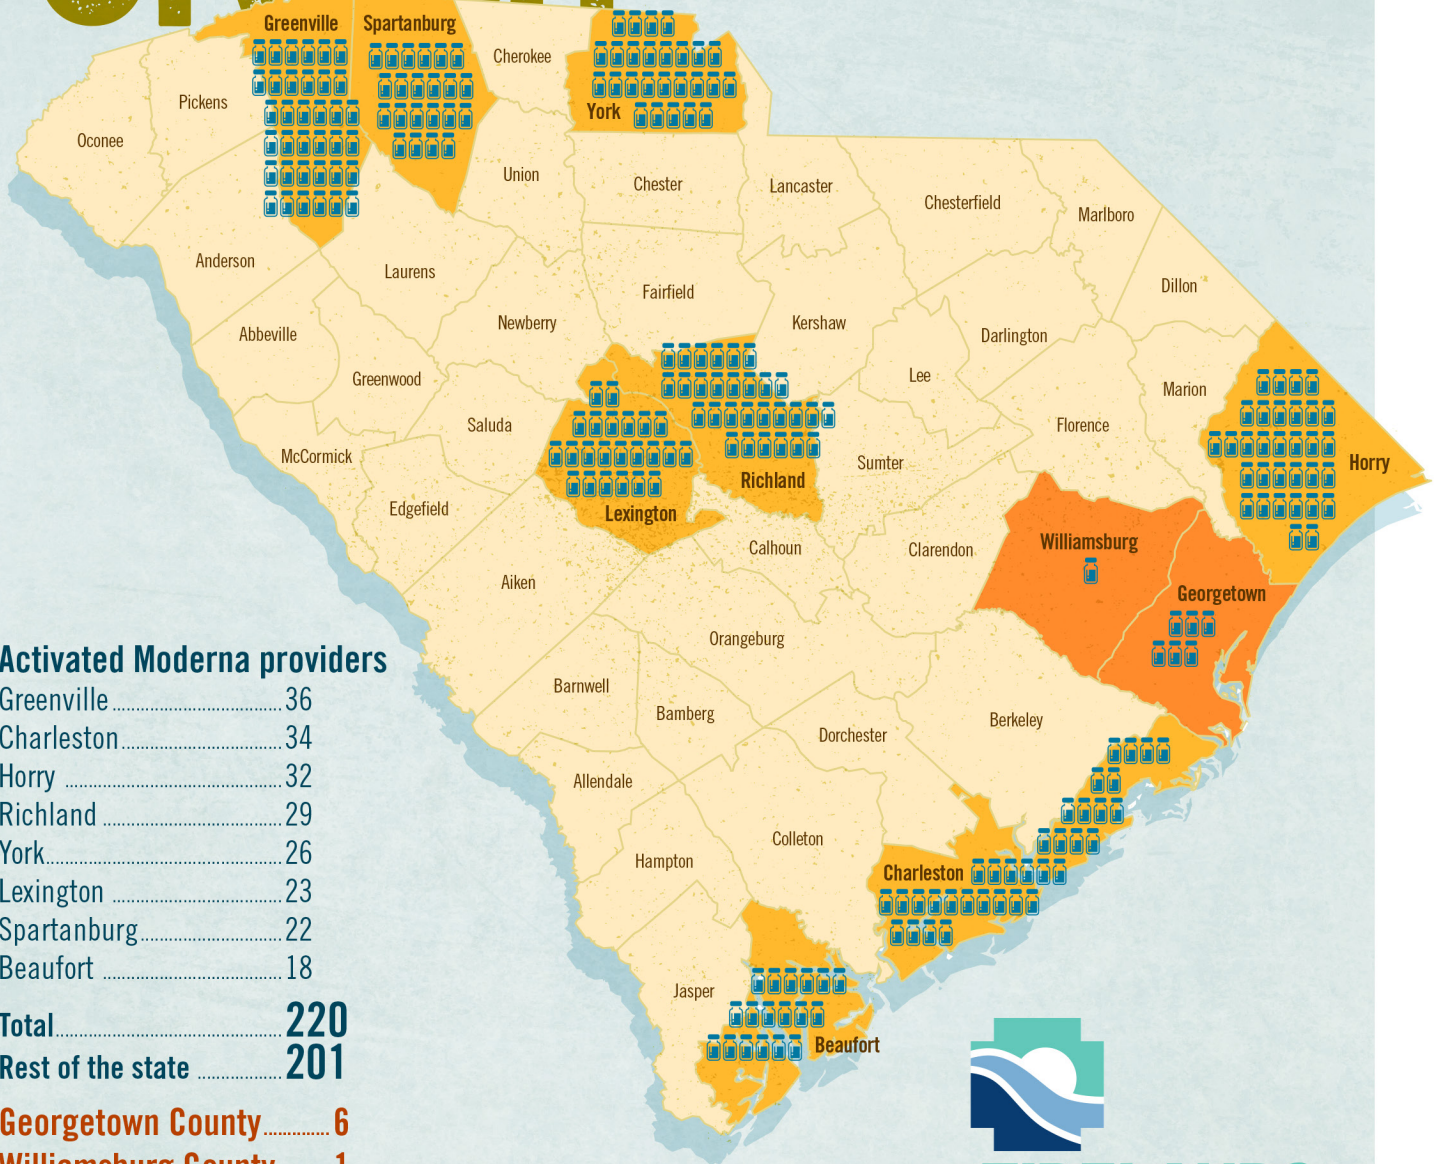 Greenville
Spartanburg
Cherokee
York
Pickens
Oconee
Union
Chester
Lancaster
Chesterfield
Marlboro
Anderson
Laurens
Fairfield
Dillon
Abbeville
Newberry
Kershaw
Darlington
Greenwood
Lee
Marion
Saluda
Florence
McCormick
Sumter
Horry
Richland
Edgefield
Lexington
Calhoun
Clarendon
Williamsburg
Aiken
Georgetown
Orangeburg
Barnwell
Bamberg
Berkeley
Dorchester
Allendale
Colleton
Hampton
Charleston
Jasper
Beaufort
Activated Moderna providers
Greenville 36
Charleston 34
Horry 32
Richland 29
York 26
Lexington 23
Spartanburg 22
Beaufort 18
Total 220
Rest of the state 201
Georgetown County 6
Williamsburg County 1